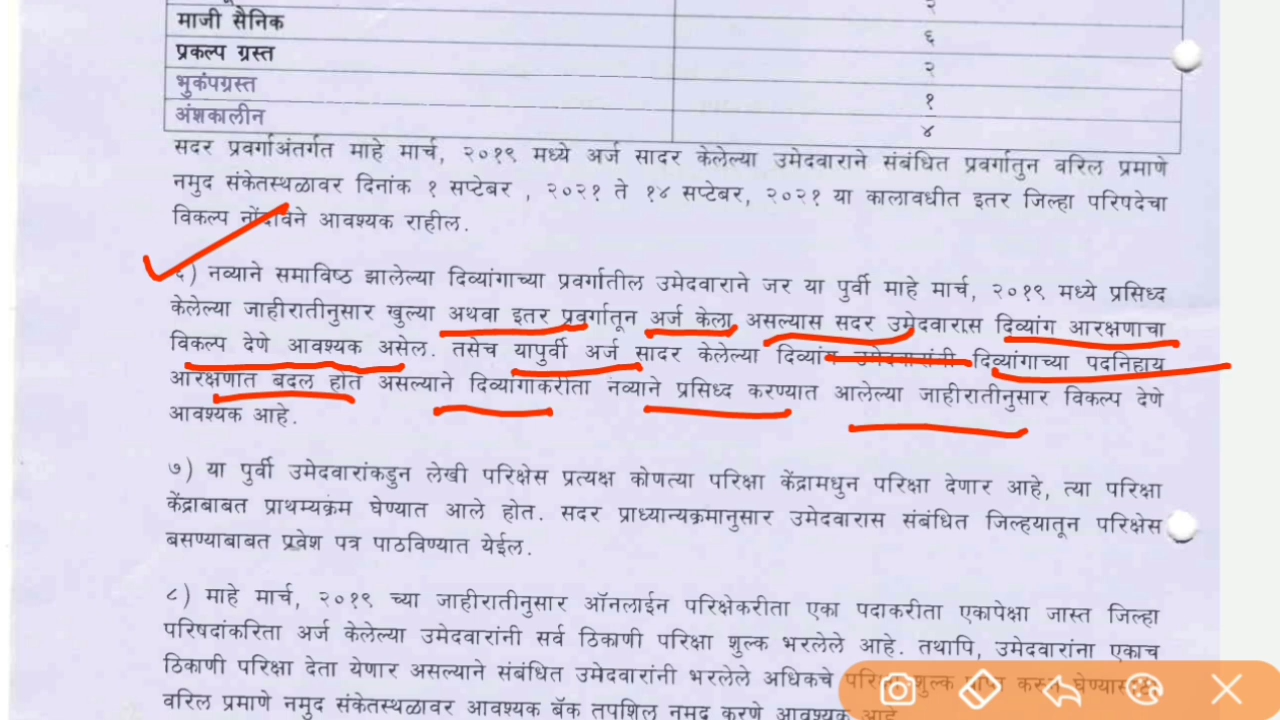 २
माजी सैनिक ६
प्रकल्प ग्रस्त २
भुकंपग्रस्त १
अंशकालीन ४
सदर प्रवर्गाअंतर्गत माहे मार्च, २०१९ मध्ये अर्ज सादर केलेल्या उमेदवाराने संबंधित प्रवर्गातुन वरिल प्रमाणे
नमुद संकेतस्थळावर दिनांक १ सप्टेबर , २०२१ ते १४ सप्टेबर, २०२१ या कालावधीत इतर जिल्हा परिपदेचा
विकल्प नोंदविने आवश्यक राहील.
६) नव्याने समाविष्ठ झालेल्या दिव्यांगाच्या प्रवर्गातील उमेदवाराने जर या पुर्वी माहे मार्च, २०१९ मध्ये प्रसिध्द
केलेल्या जाहीरातीनुसार खुल्या अथवा इतर प्रवर्गातून अर्ज केला असल्यास सदर उमेदवारास दिव्यांग आरक्षणाचा
विकल्प देणे आवश्यक असेल. तसेच यापुर्वी अर्ज सादर केलेल्या दिव्यांग उमेदवारांनी दिव्यांगाच्या पदनिहाय
आरक्षणात बदल होत असल्याने दिव्यांगाकरीता नव्याने प्रसिध्द करण्यात आलेल्या जाहीरातीनुसार विकल्प देणे
आवश्यक आहे.
७) या पुर्वी उमेदवारांकडुन लेखी परिक्षेस प्रत्यक्ष कोणत्या परिक्षा केंद्रामधुन परिक्षा देणार आहे, त्या परिक्षा
केंद्राबाबत प्राथम्यक्रंम घेण्यात आले होत. सदर प्राध्यान्यक्रमानुसार उमेदवारास संबंधित जिल्हयातून परिक्षेस
बसण्याबाबत प्रवेश पत्र पाठविण्यात येईल.
८) माहे मार्च, २०१९ च्या जाहीरातीनुसार ऑनलाईन परिक्षेकरीता एका पदाकरीता एकापेक्षा जास्त जिल्हा
परिषदांकरिता अर्ज केलेल्या उमेदवारांनी सर्व ठिकाणी परिक्षा शुल्क भरलेले आहे. तथापि, उमेदवारांना एकाच
ठिकाणी परिक्षा देता येणार असल्याने संबंधित उमेदवारांनी भरलेले अधिकचे परिक्षा शुल्क
वरिल प्रमाणे नमुद संकेतस्थळावर आवश्यक बॅक तपशिल नमुद करणे आवश्यक आहे